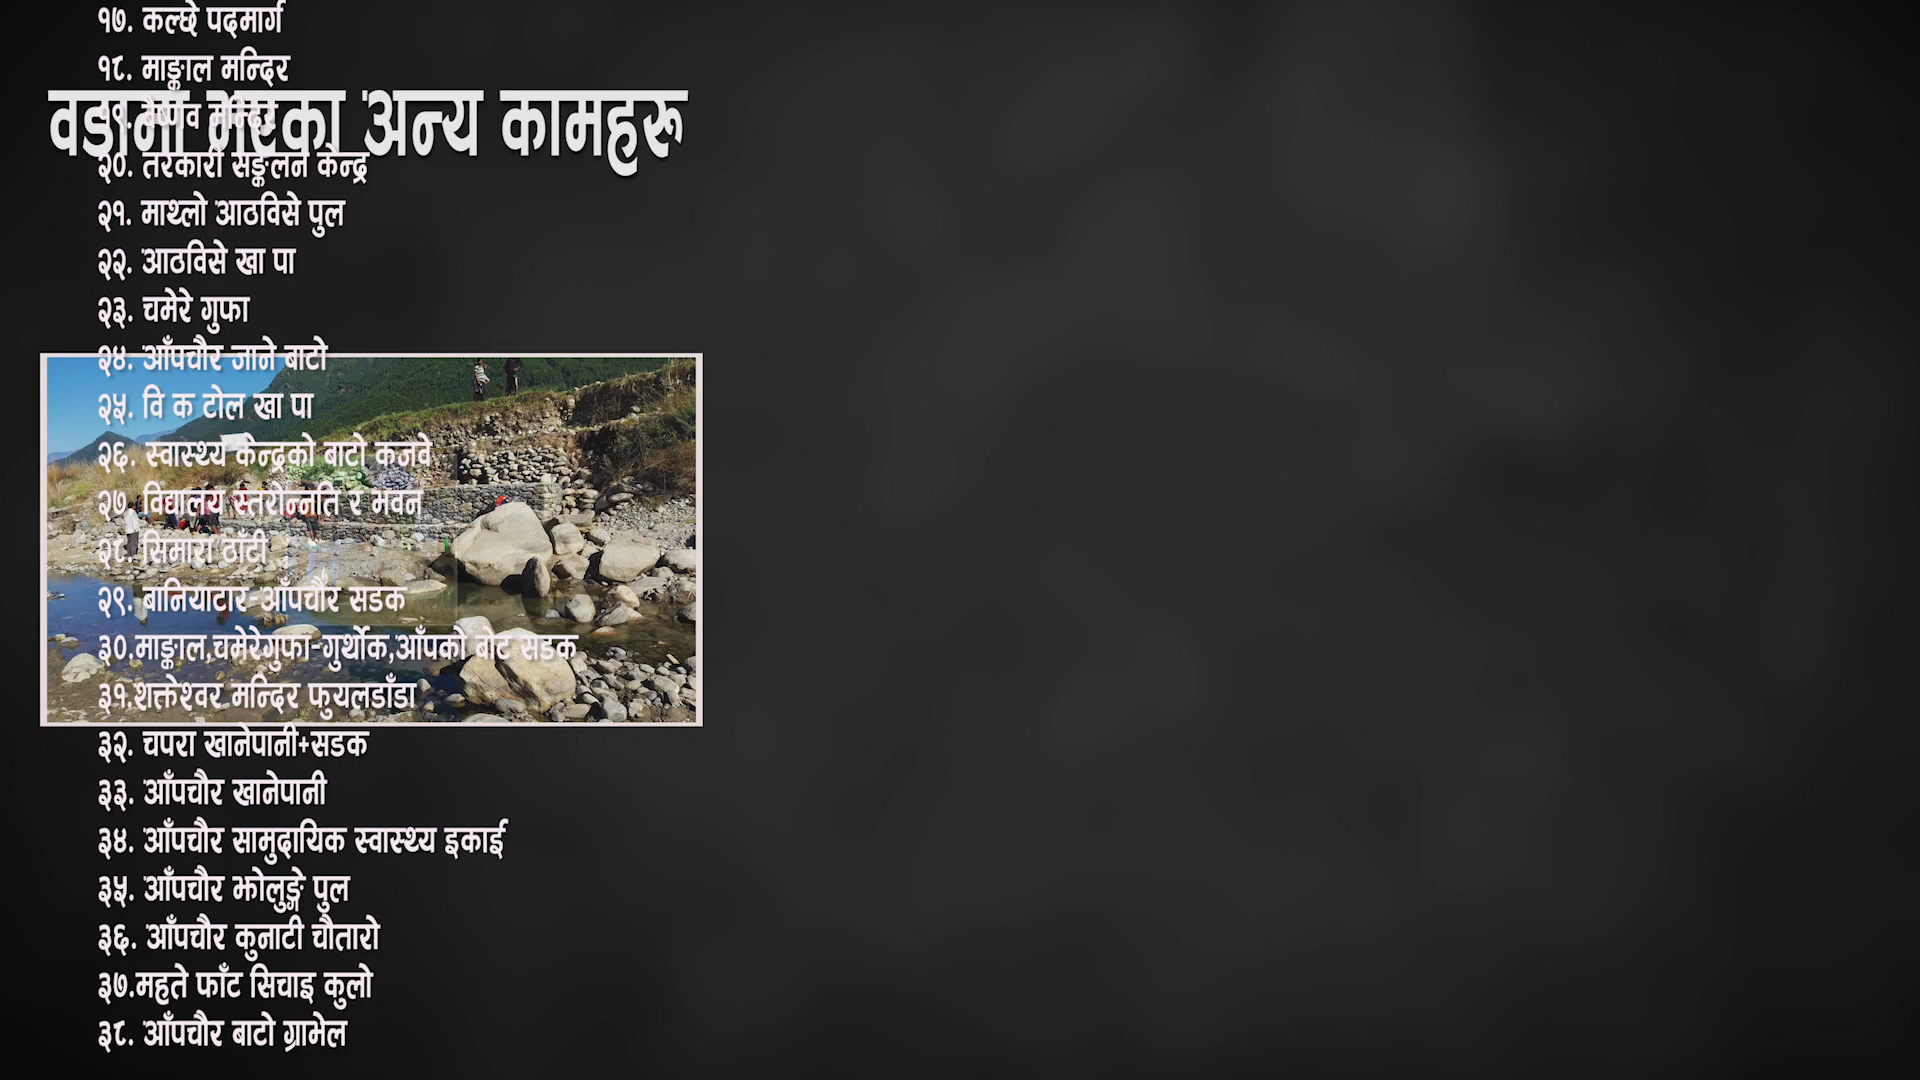 १७. कल्छे पदमार्ग
१८. माङ्काल मन्दिर
वडामा भएका अन्य कामहरू
१९. वैष्णव मन्दिर
२०. तरकारी सङ्कलन केन्द्र
२१. माथ्लो आठविसे पुल
२२. आठविसे खा पा
२३. चमेरे गुफा
२४. आँपचौर जाने बाटो
२५. वि क टोल खा पा
२६. स्वास्थ्य केन्द्रको बाटो कजवे
२७. विद्यालय स्तरोन्नति र भवन
२८. सिमारा ठाँटी
२९. बानियाटार-आँपचौर सडक
३०.माङ्काल,चमेरेगुफा-गुर्थोक,आँपको बोट सडक
३१.शक्तेश्वर मन्दिर फुयलडाँडा
३२. चपरा खानेपानी+सडक
३३. आँपचौर खानेपानी
३४. आँपचौर सामुदायिक स्वास्थ्य इकाई
३५. आँपचौर झोलुङ्गे पुल
३६. आँपचौर कुनाटी चौतारो
३७.महते फाँट सिचाइ कुलो
३८. आँपचौर बाटो ग्राभेल